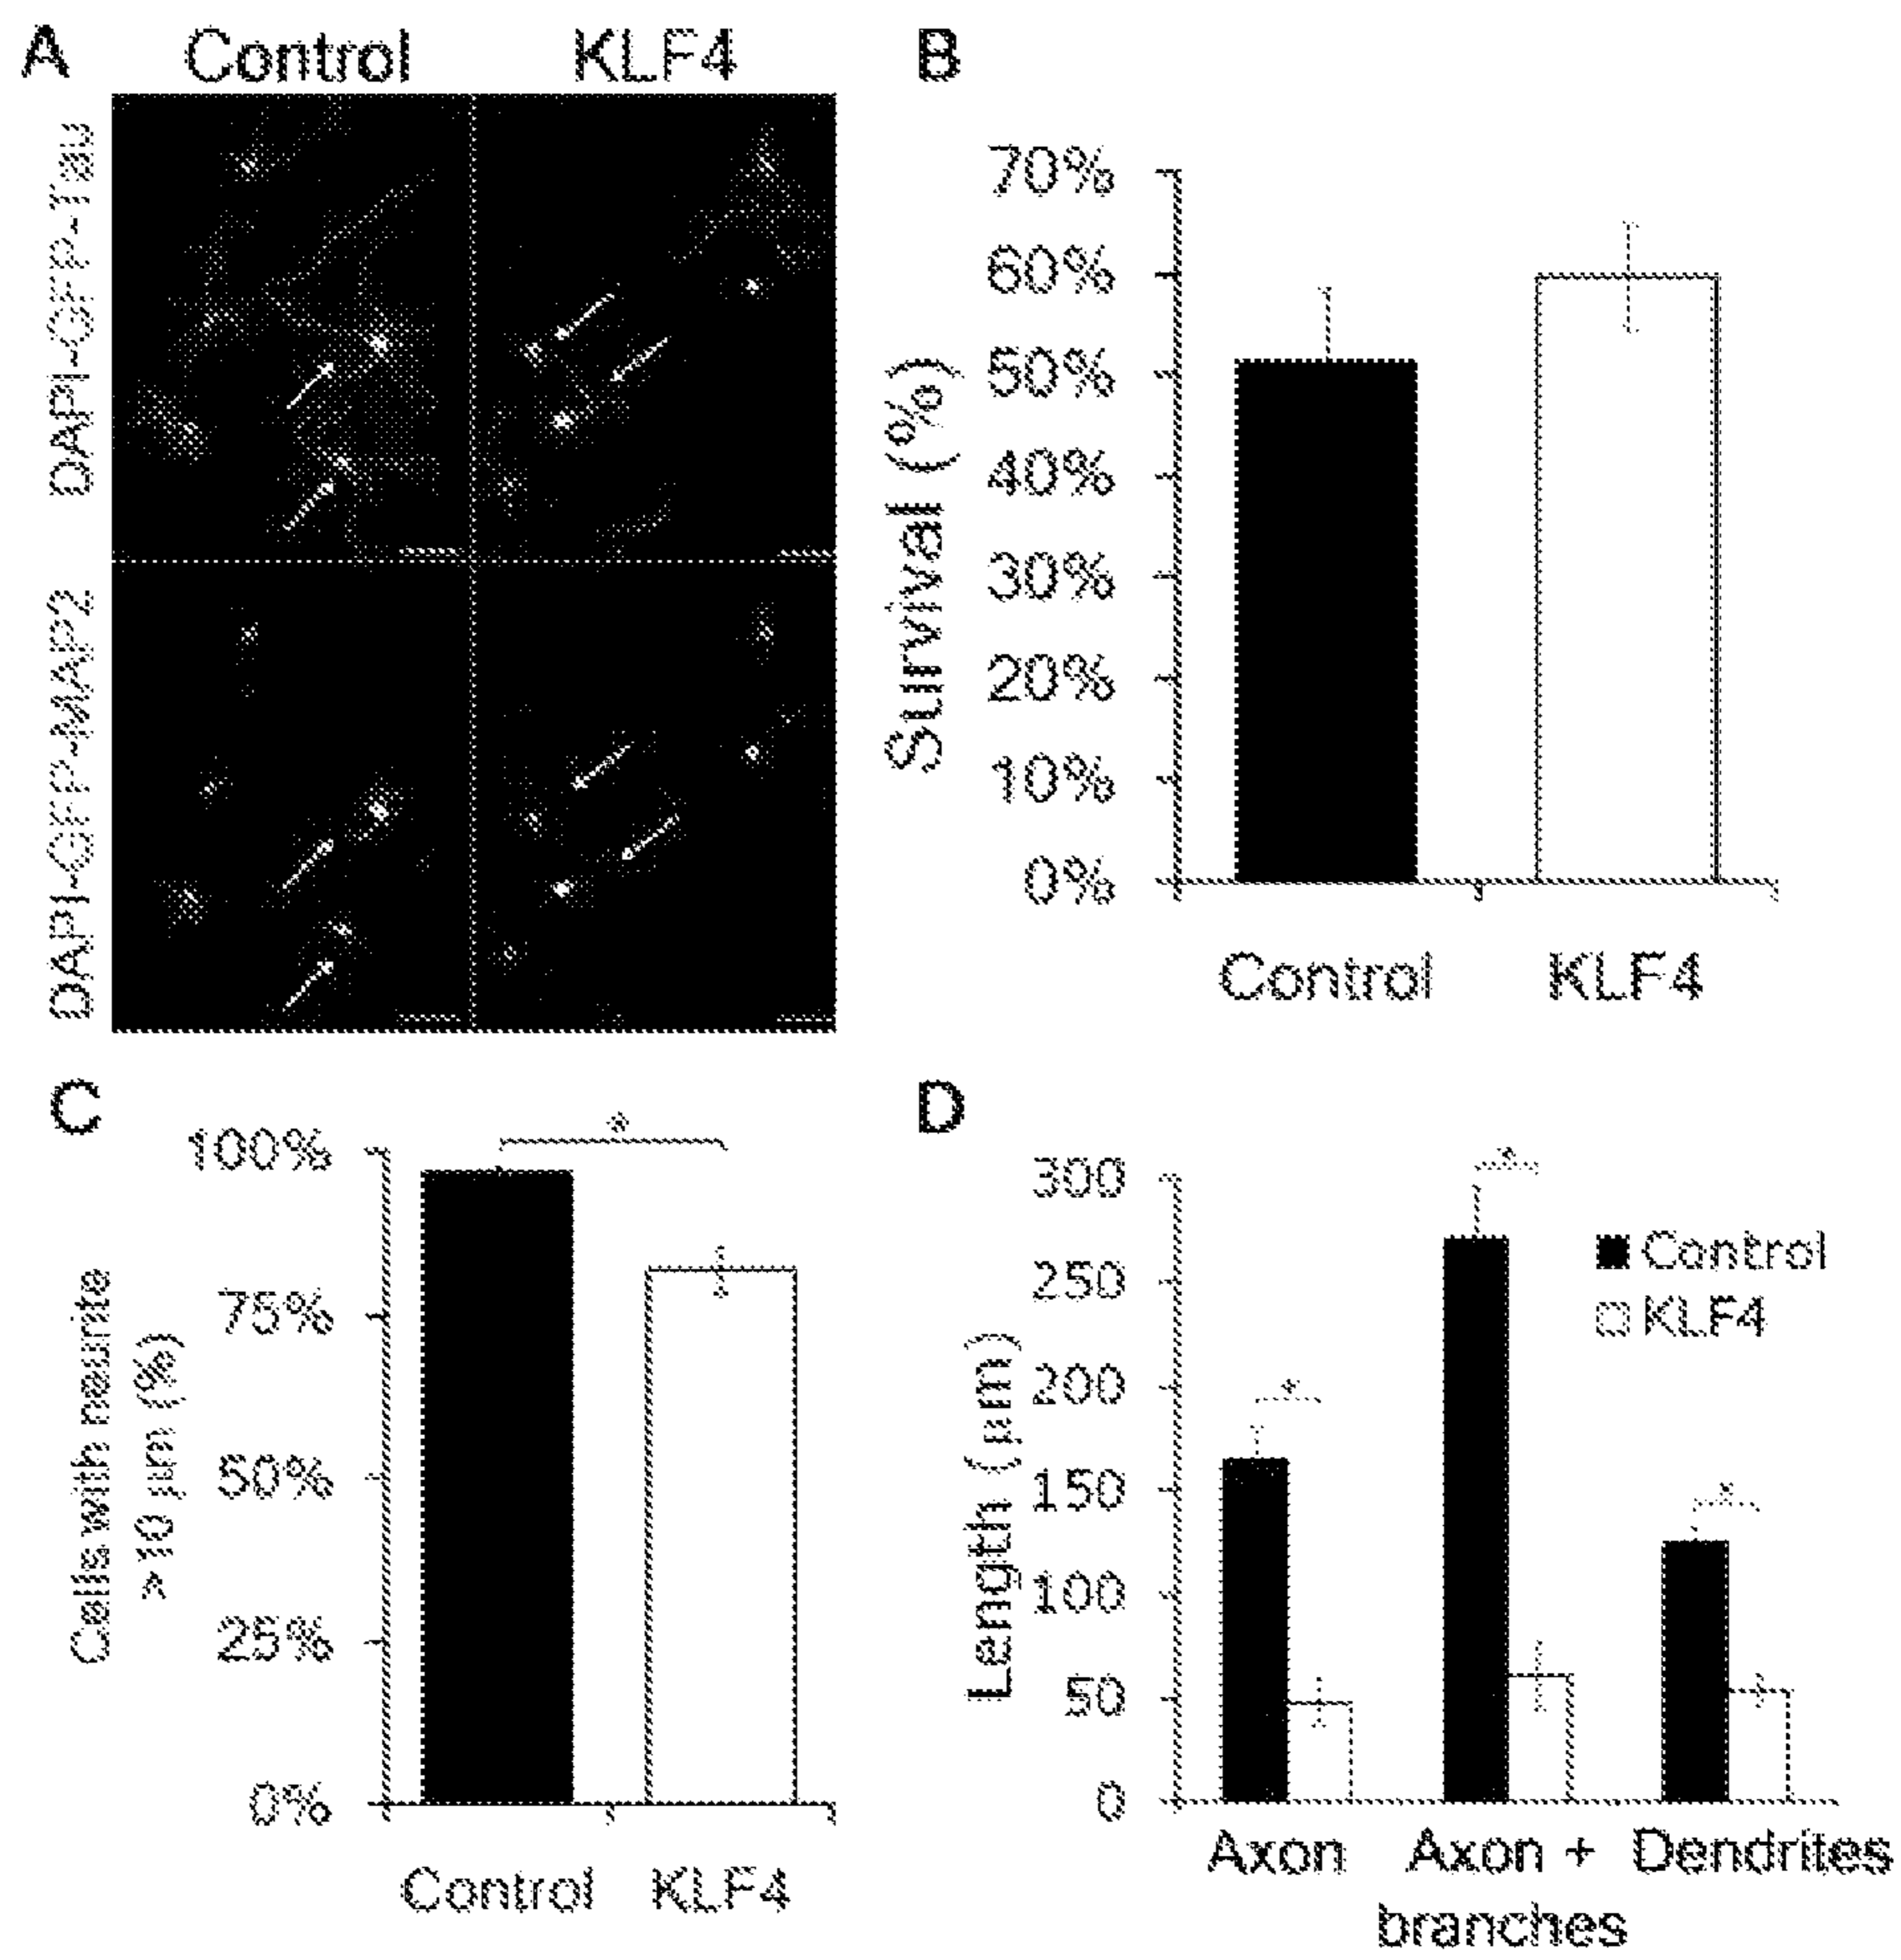 A
Control KLF4
DAPI-GFP-Tau
DAPI-GFP-MAP2
B
Survival (%)
70%
60%
50%
40%
30%
20%
10%
0%
Control KLF4
C
Cells with neurite
>10 μm (%)
100%
75%
50%
25%
0%
*
Control KLF4
D
Length (μm)
300
250
200
150
100
50
0
*
*
*
Control
KLF4
Axon Axon + Dendrites
branches